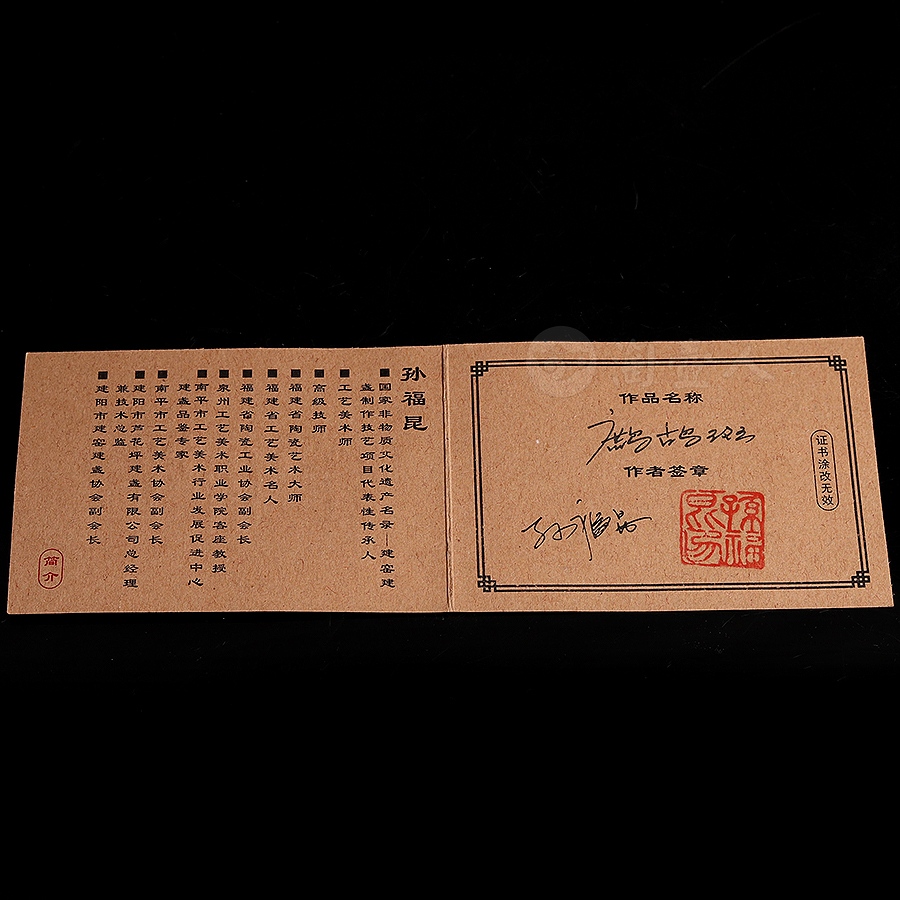 孙福昆
■国家非物质文化遗产名录—建窑建
盏制作技艺项目代表性传承人
■工艺美术师
■高级技师
■福建省陶瓷艺术大师
■福建省工艺美术名人
■福建省陶瓷工业协会副会长
■泉州工艺美术职业学院客座教授
■南平市工艺美术行业发展促进中心
建盏品鉴专家
■南平市工艺美术协会副会长
■建阳市芦花坪建盏有限公司总经理
兼技术总监
■建阳市建窑建盏协会副会长
简介
作品名称
鹧鸪斑
作者签章
孙福昆
证书涂改无效